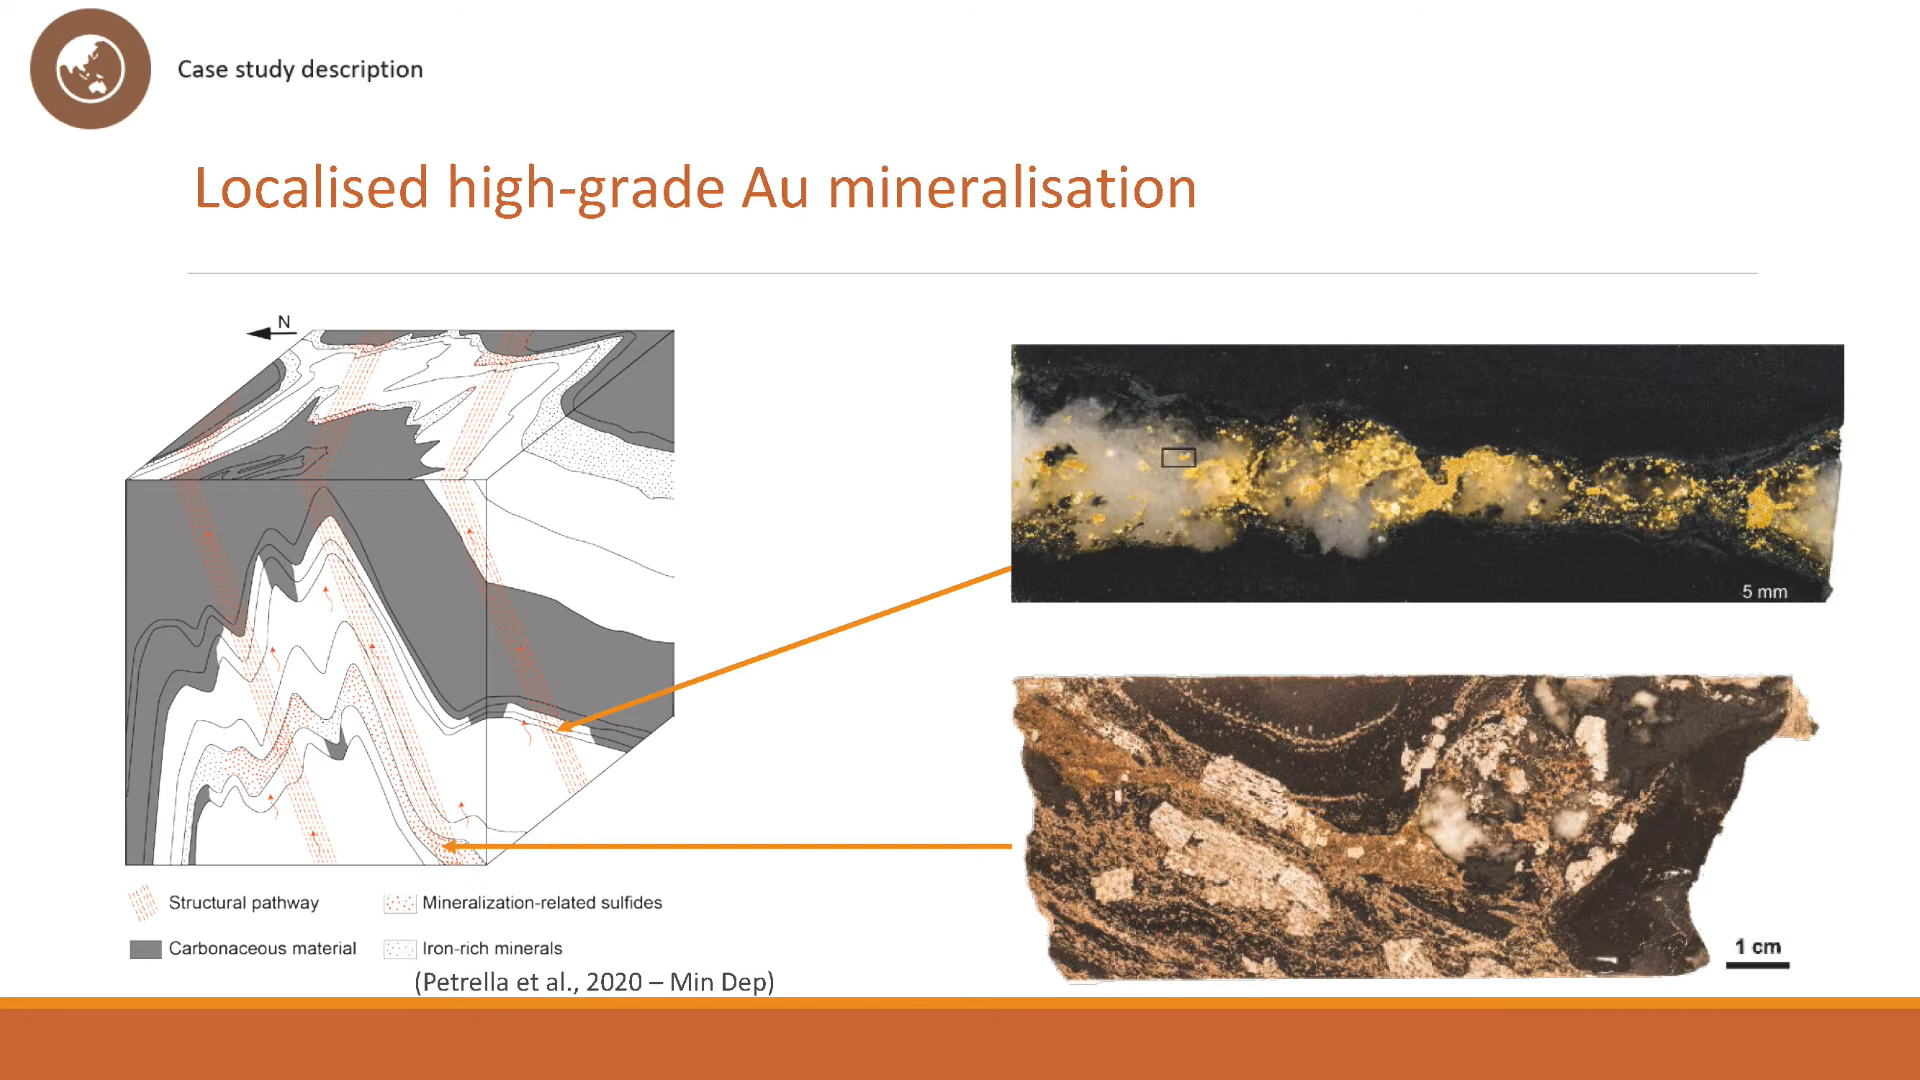 Case study description
Localised high-grade Au mineralisation
N
5 mm
1 cm
Structural pathway
Mineralization-related sulfides
Carbonaceous material
Iron-rich minerals
(Petrella et al., 2020 – Min Dep)